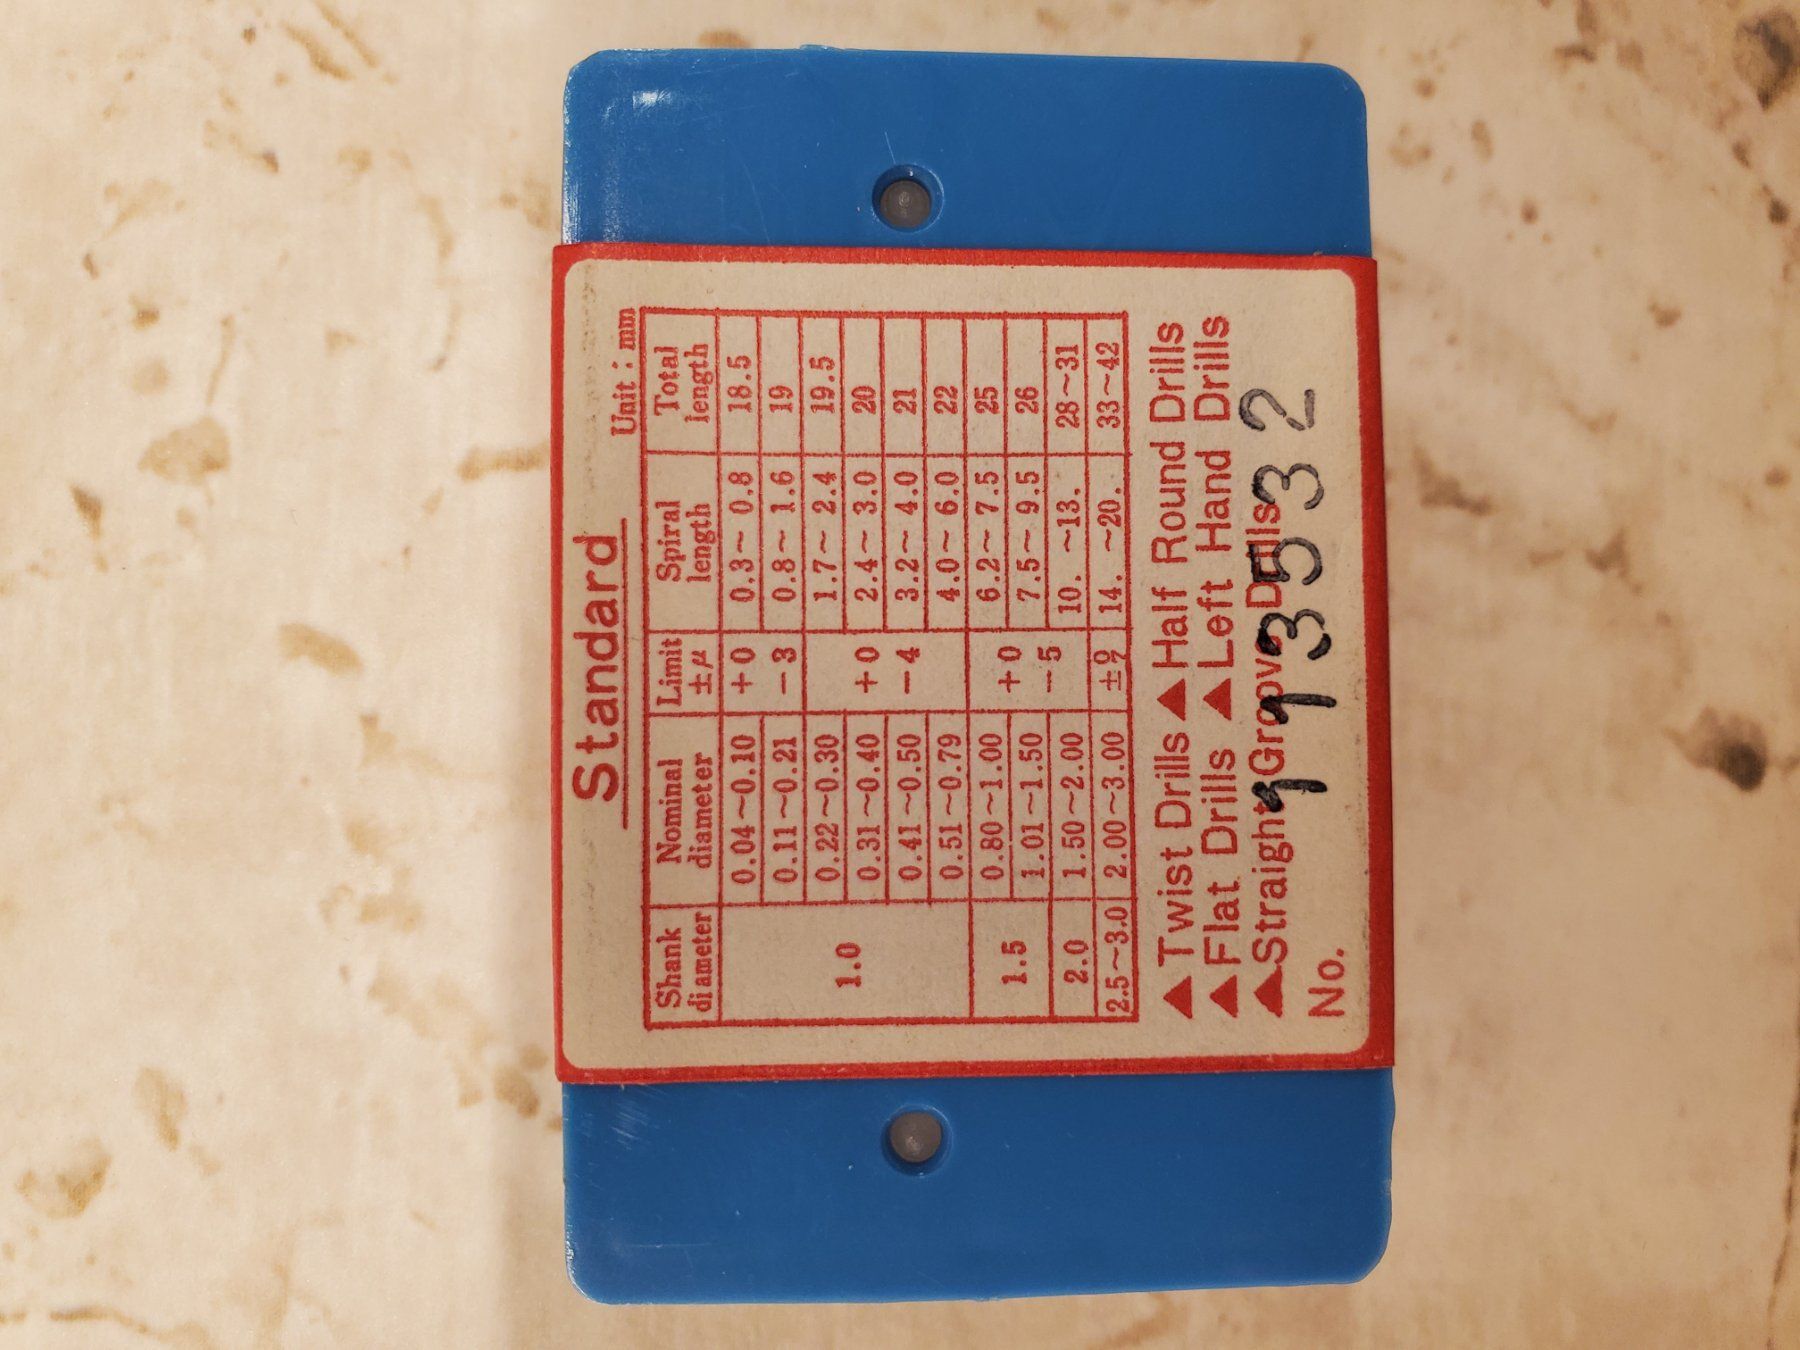 Standard
Unit : mm
Shank diameter Nominal diameter Limit ±μ Spiral length Total length
1.0 0.04~0.10 +0 0.3~0.8 18.5
0.11~0.21 −3 0.8~1.6 19
0.22~0.30 1.7~2.4 19.5
0.31~0.40 +0 2.4~3.0 20
0.41~0.50 −4 3.2~4.0 21
0.51~0.79 4.0~6.0 22
1.5 0.80~1.00 +0 6.2~7.5 25
1.01~1.50 −5 7.5~9.5 26
2.0 1.50~2.00 10. ~13. 28~31
2.5~3.0 2.00~3.00 ±0 7 14. ~20. 33~42
▲Twist Drills ▲Half Round Drills
▲Flat Drills ▲Left Hand Drills
▲Straight Groove Drills
No. 993532